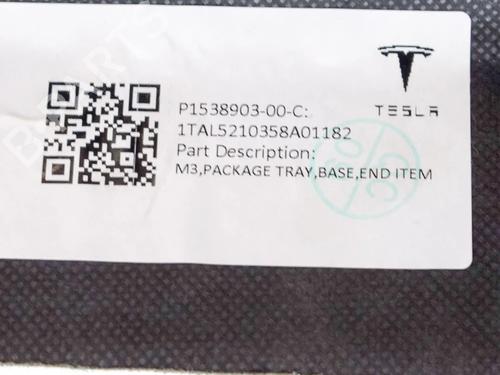 P1538903-00-C:
1TAL5210358A01182
Part Description:
M3,PACKAGE TRAY,BASE,END ITEM
TESLA